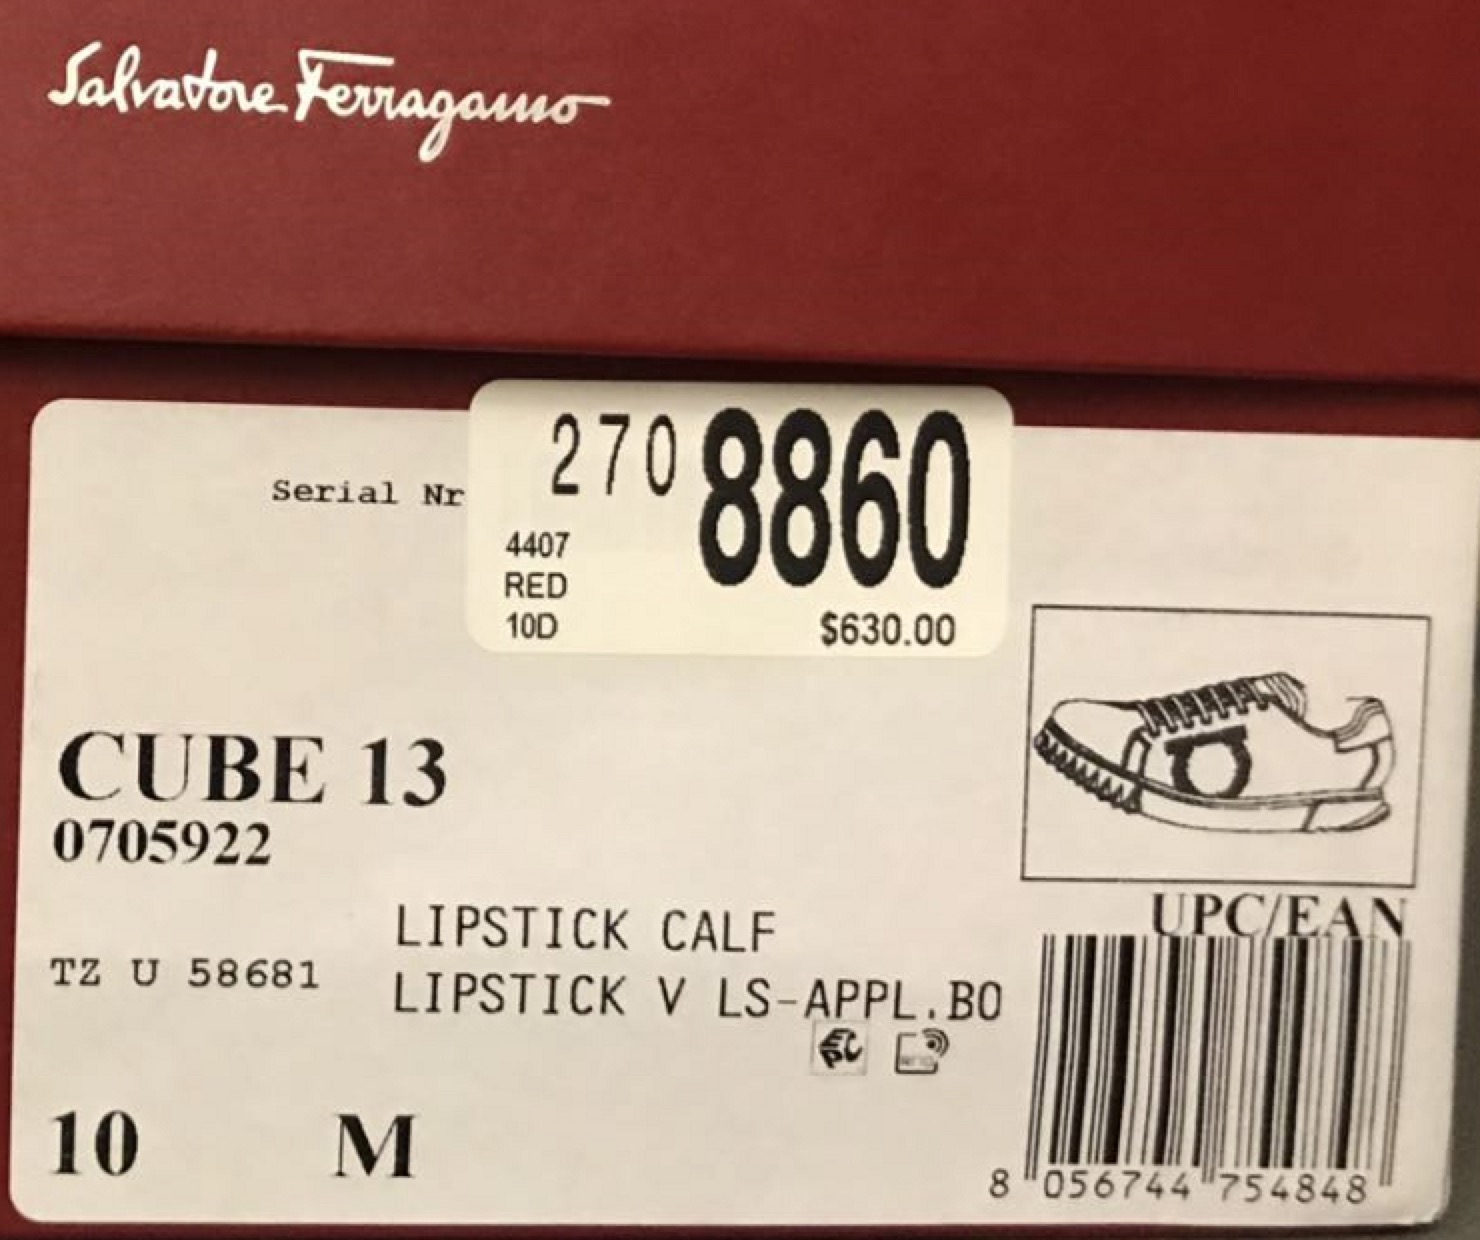 Salvatore Ferragamo
270 8860
Serial Nr
4407
RED
10D
$630.00
CUBE 13
0705922
UPC/EAN
LIPSTICK CALF
TZ U 58681
LIPSTICK V LS-APPL.BO
EPC
10 M
8 056744 754848